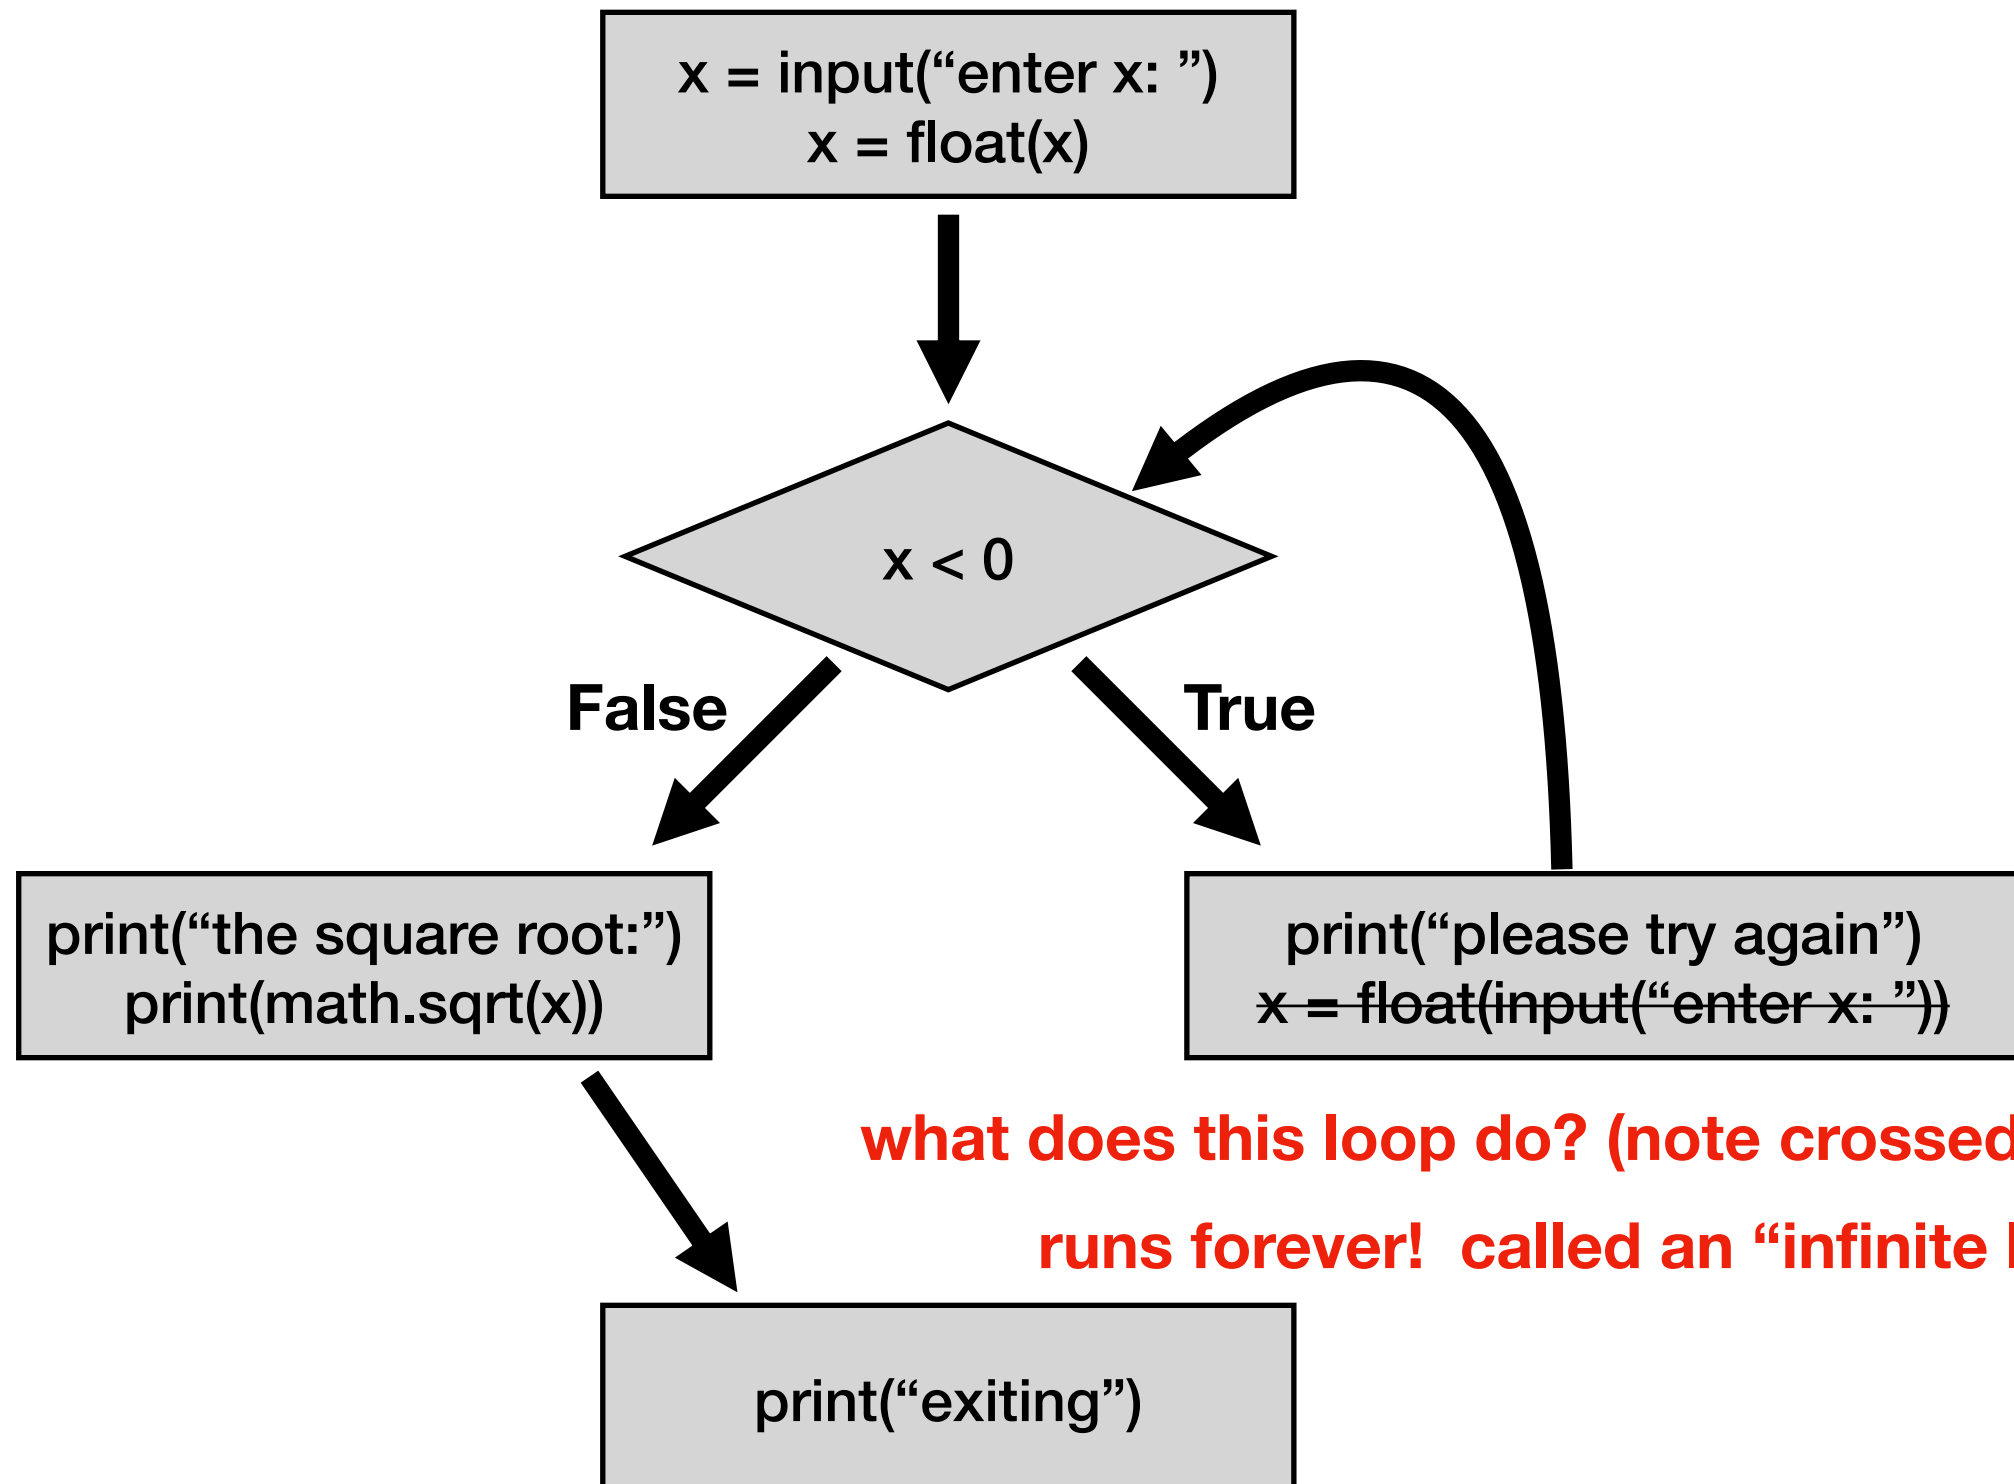 x = input(“enter x: ”)
x = float(x)
x < 0
False
True
print(“the square root:”)
print(math.sqrt(x))
print(“please try again”)
x = float(input(“enter x: ”))
what does this loop do? (note crossed
runs forever!  called an “infinite
print(“exiting”)